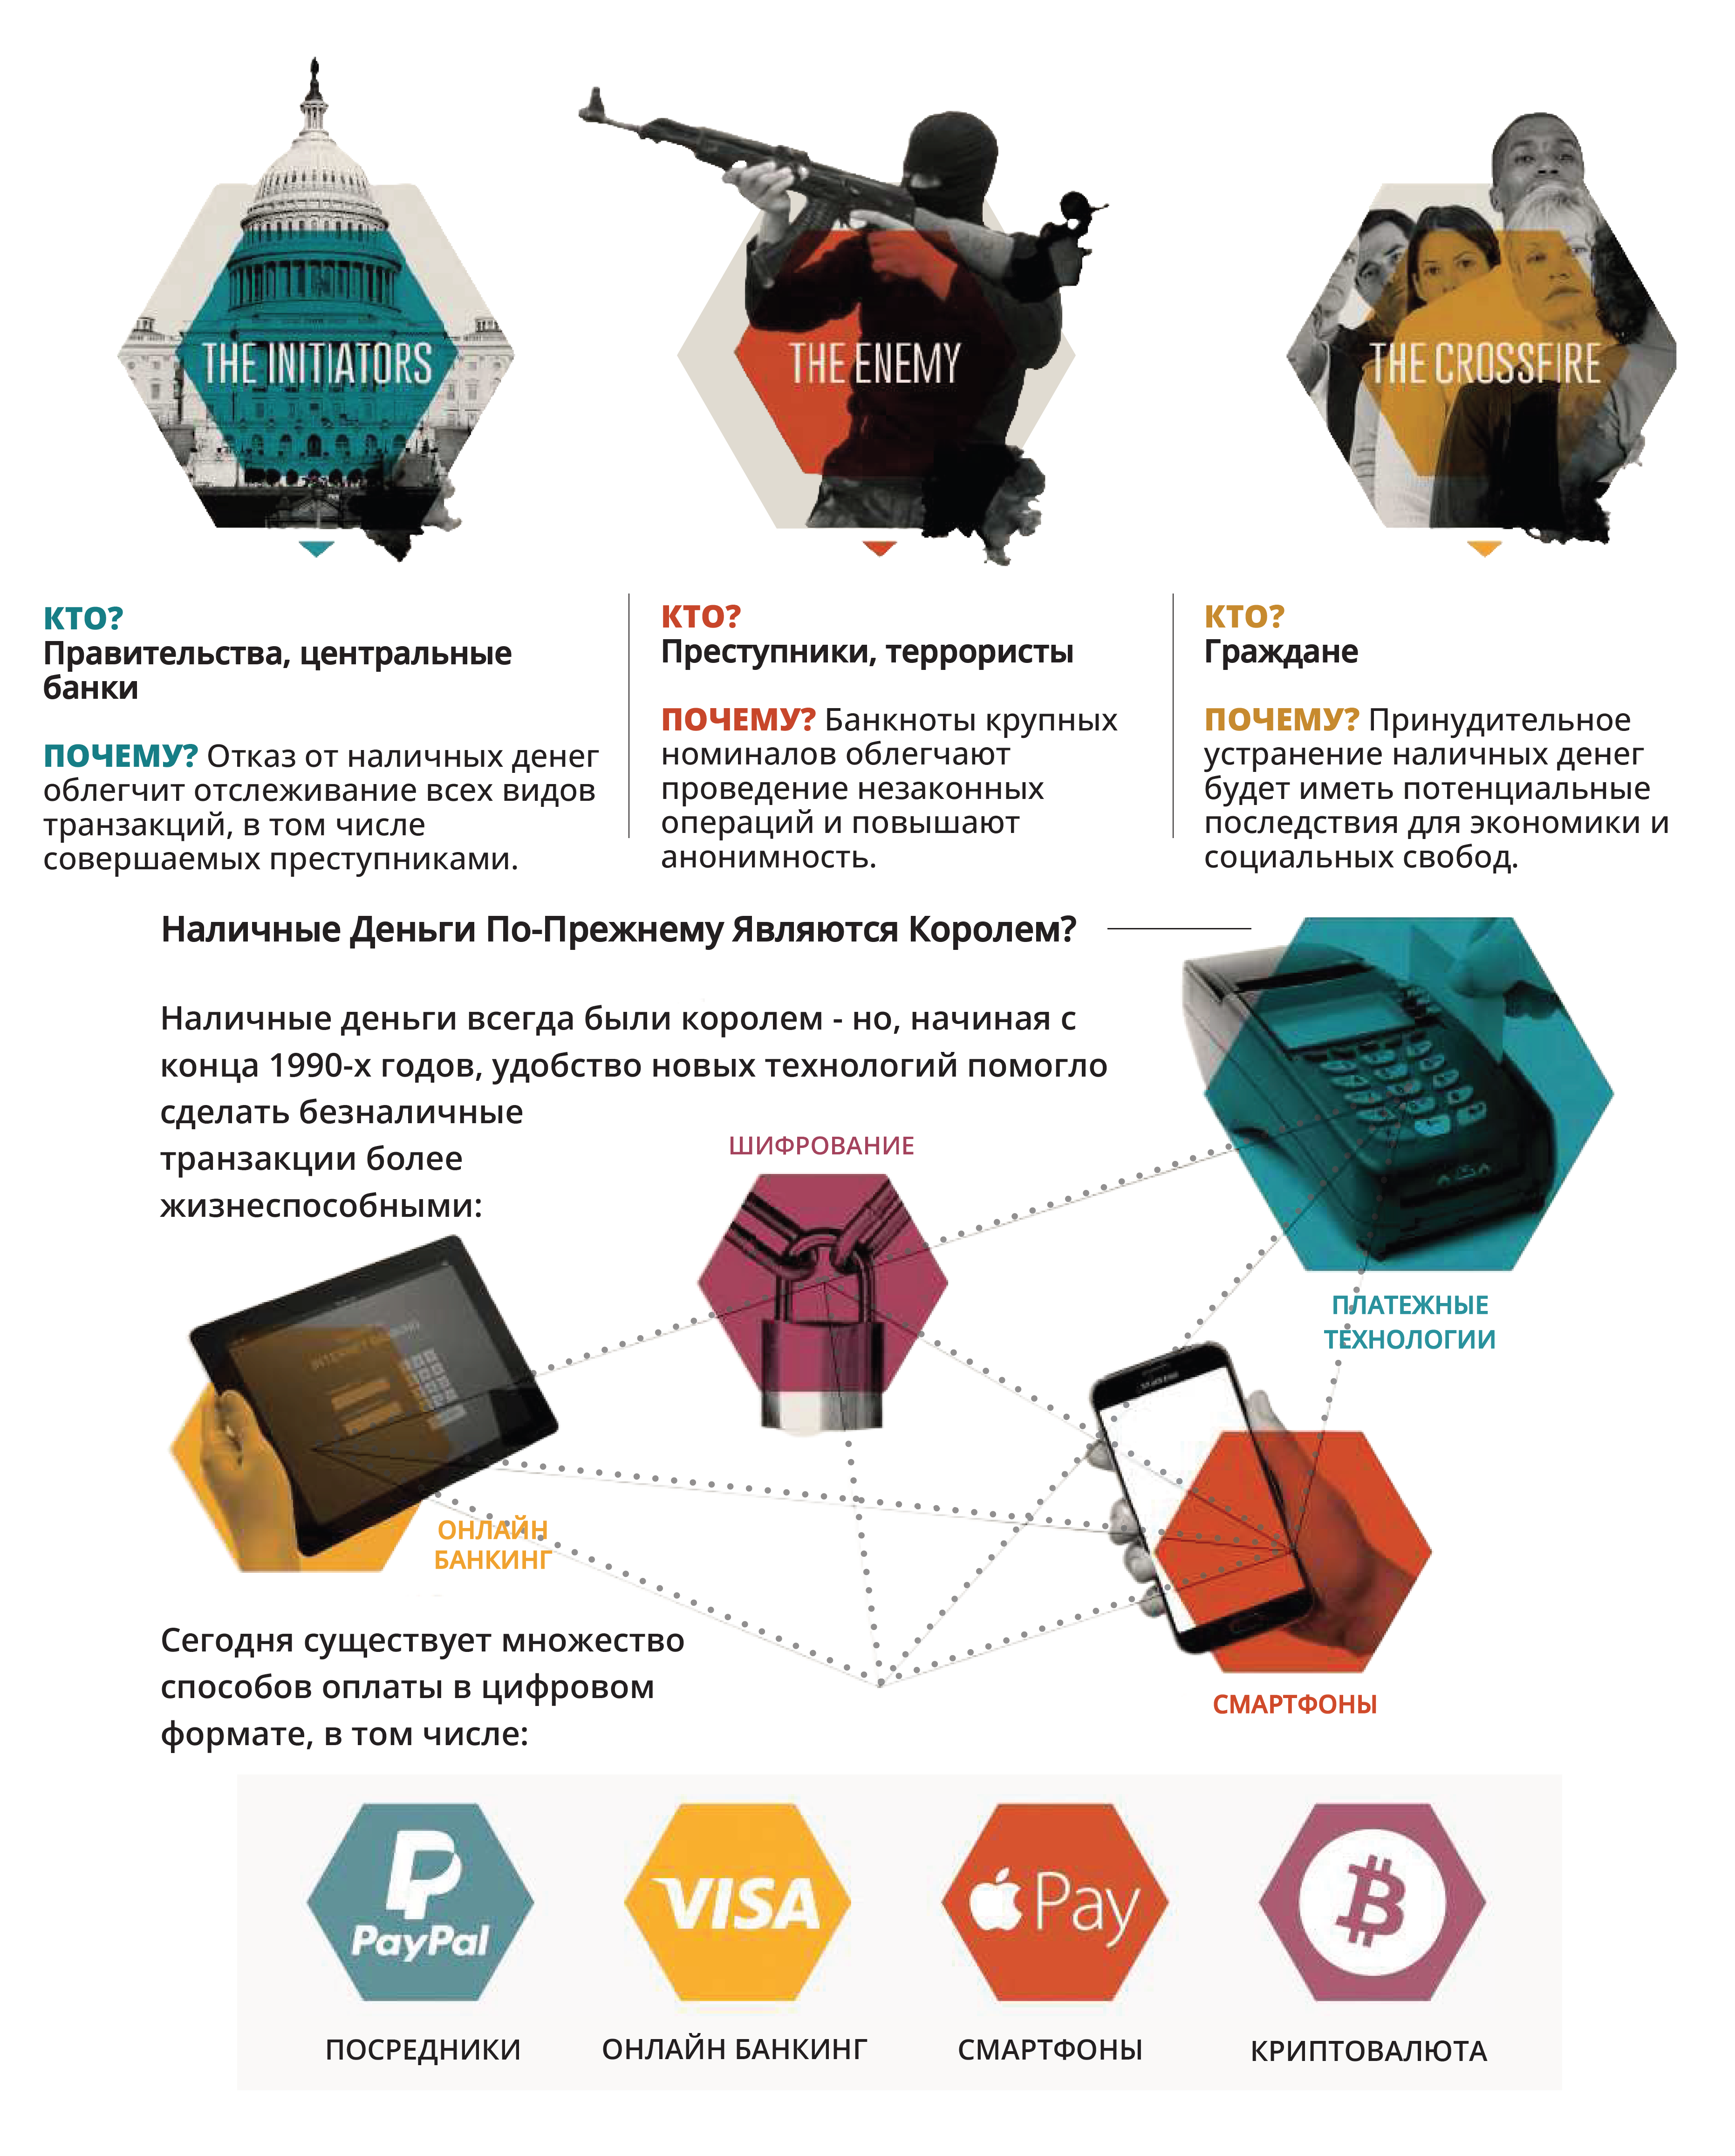 THE INITIATORS
THE ENEMY
THE CROSSFIRE
КТО?
Правительства, центральные
банки
ПОЧЕМУ? Отказ от наличных денег
облегчит отслеживание всех видов
транзакций, в том числе
совершаемых преступниками.
КТО?
Преступники, террористы
ПОЧЕМУ? Банкноты крупных
номиналов облегчают
проведение незаконных
операций и повышают
анонимность.
КТО?
Граждане
ПОЧЕМУ? Принудительное
устранение наличных денег
будет иметь потенциальные
последствия для экономики и
социальных свобод.
Наличные Деньги По-Прежнему Являются Королем?
Наличные деньги всегда были королем - но, начиная с
конца 1990-х годов, удобство новых технологий помогло
сделать безналичные
транзакции более
жизнеспособными:
ШИФРОВАНИЕ
ПЛАТЕЖНЫЕ
ТЕХНОЛОГИИ
INTERNET BANKING
SAMSUNG
ОНЛАЙН
БАНКИНГ
СМАРТФОНЫ
Сегодня существует множество
способов оплаты в цифровом
формате, в том числе:
PayPal
VISA
Pay
ПОСРЕДНИКИ
ОНЛАЙН БАНКИНГ
СМАРТФОНЫ
КРИПТОВАЛЮТА